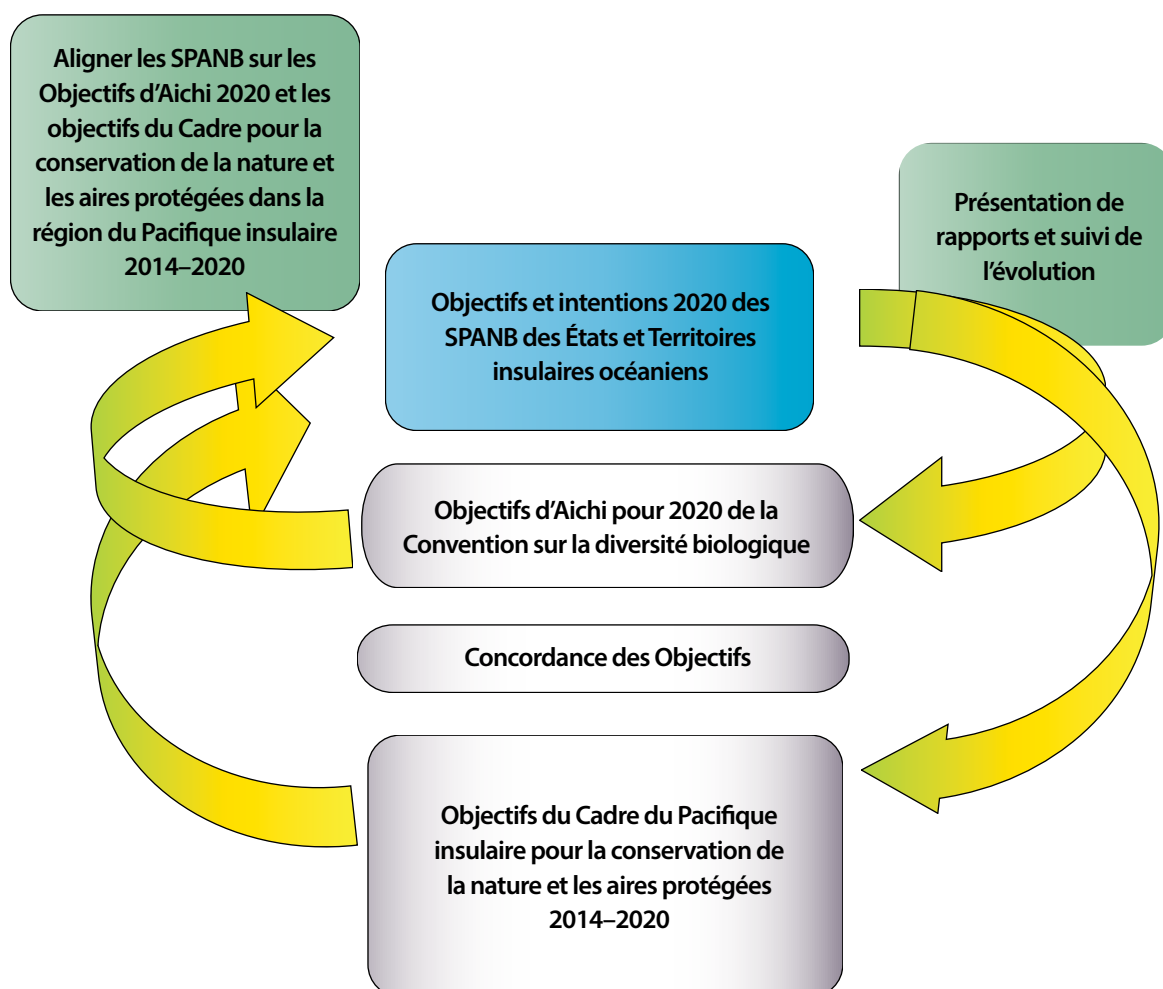 Aligner les SPANB sur les
Objectifs d’Aichi 2020 et les
objectifs du Cadre pour la
conservation de la nature et
les aires protégées dans la
région du Pacifique insulaire
2014–2020
Présentation de
rapports et suivi de
l’évolution
Objectifs et intentions 2020 des
SPANB des États et Territoires
insulaires océaniens
Objectifs d’Aichi pour 2020 de la
Convention sur la diversité biologique
Concordance des Objectifs
Objectifs du Cadre du Pacifique
insulaire pour la conservation de
la nature et les aires protégées
2014–2020